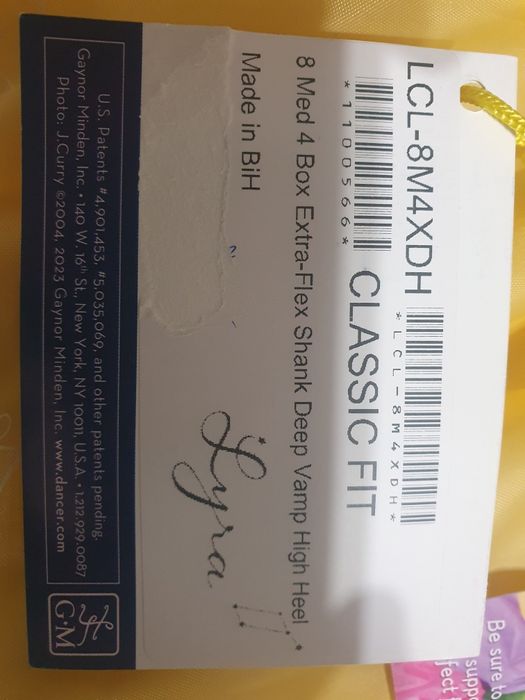 LCL-8M4XDH
*LCL-8M4XDH*
*110566*
CLASSIC FIT
8 Med 4 Box Extra-Flex Shank Deep Vamp High Heel
Made in BiH
Lyra
U.S. Patents #4,901,453, #5,035,069, and other patents pending.
Gaynor Minden, Inc. • 140 W. 16th St., New York, NY 10011, U.S.A. • 1.212.929.0087
Photo: J.Curry ©2004, 2023 Gaynor Minden, Inc. www.dancer.com
G•M
Be sure to
supp
fect